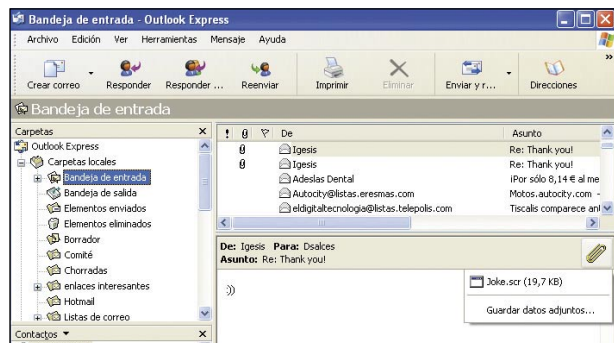 Bandeja de entrada - Outlook Express
Archivo Edición Ver Herramientas Mensaje Ayuda
Crear correo Responder Responder ... Reenviar Imprimir Eliminar Enviar y r... Direcciones
Bandeja de entrada
Carpetas
Outlook Express
Carpetas locales
Bandeja de entrada
Bandeja de salida
Elementos enviados
Elementos eliminados
Borrador
Comité
Chorradas
enlaces interesantes
Hotmail
Listas de correo
Contactos
! De Asunto
Igesis Re: Thank you!
Igesis Re: Thank you!
Adeslas Dental ¡Por sólo 8,14 € al me
Autocity@listas.eresmas.com Motos.autocity.com -
eldigitaltecnologia@listas.telepolis.com Tiscalis comparece ant
De: Igesis Para: Dsalces
Asunto: Re: Thank you!
:))
Joke.scr (19,7 KB)
Guardar datos adjuntos...